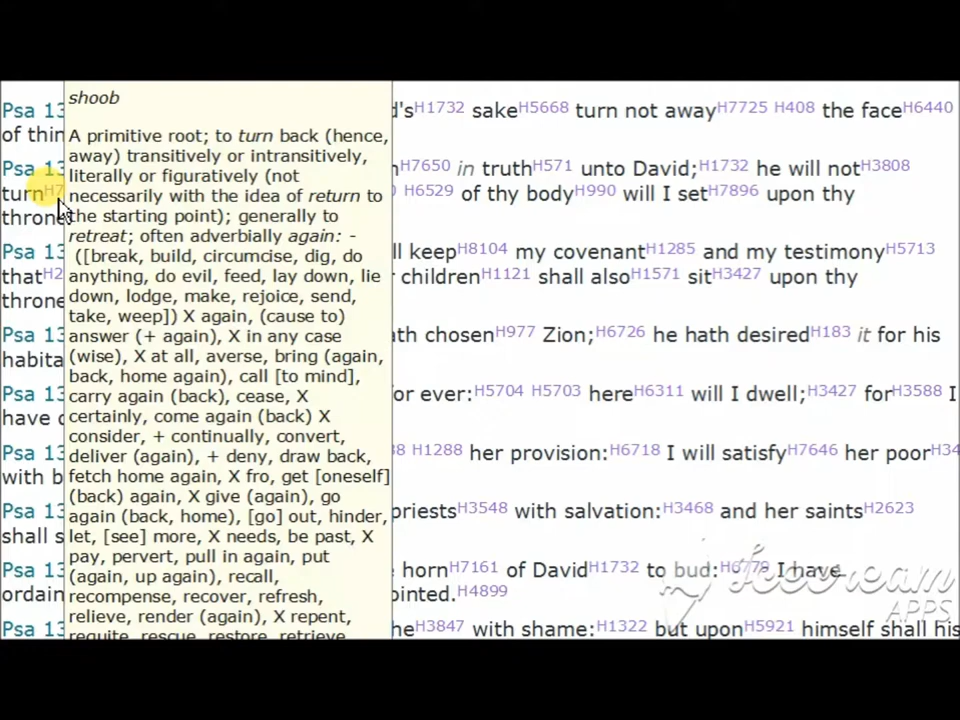 shoob
A primitive root; to turn back (hence,
away) transitively or intransitively,
literally or figuratively (not
necessarily with the idea of return to
the starting point); generally to
retreat; often adverbially again: -
([break, build, circumcise, dig, do
anything, do evil, feed, lay down, lie
down, lodge, make, rejoice, send,
take, weep]) X again, (cause to)
answer (+ again), X in any case
(wise), X at all, averse, bring (again,
back, home again), call [to mind],
carry again (back), cease, X
certainly, come again (back) X
consider, + continually, convert,
deliver (again), + deny, draw back,
fetch home again, X fro, get [oneself]
(back) again, X give (again), go
again (back, home), [go] out, hinder,
let, [see] more, X needs, be past, X
pay, pervert, pull in again, put
(again, up again), recall,
recompense, recover, refresh,
relieve, render (again), X repent,
requite, rescue, restore, retrieve
Psa 13 d's H1732 sake H5668 turn not away H7725 H408 the face H6440
of thin
Psa 13 H7650 in truth H571 unto David; H1732 he will not H3808
turn H7 H6529 of thy body H990 will I set H7896 upon thy
throne
Psa 13 ll keep H8104 my covenant H1285 and my testimony H5713
that H2 children H1121 shall also H1571 sit H3427 upon thy
throne
Psa 13 ath chosen H977 Zion; H6726 he hath desired H183 it for his
habita
Psa 13 for ever: H5704 H5703 here H6311 will I dwell; H3427 for H3588 I
have
Psa 13 H1288 her provision: H6718 I will satisfy H7646 her poor H34
with b
Psa 13 priests H3548 with salvation: H3468 and her saints H2623
shall s
Psa 13 horn H7161 of David H1732 to bud: I have
ordain ointed. H4899
Psa 13 he H3847 with shame: H1322 but upon H5921 himself shall his
Icecream
APPS